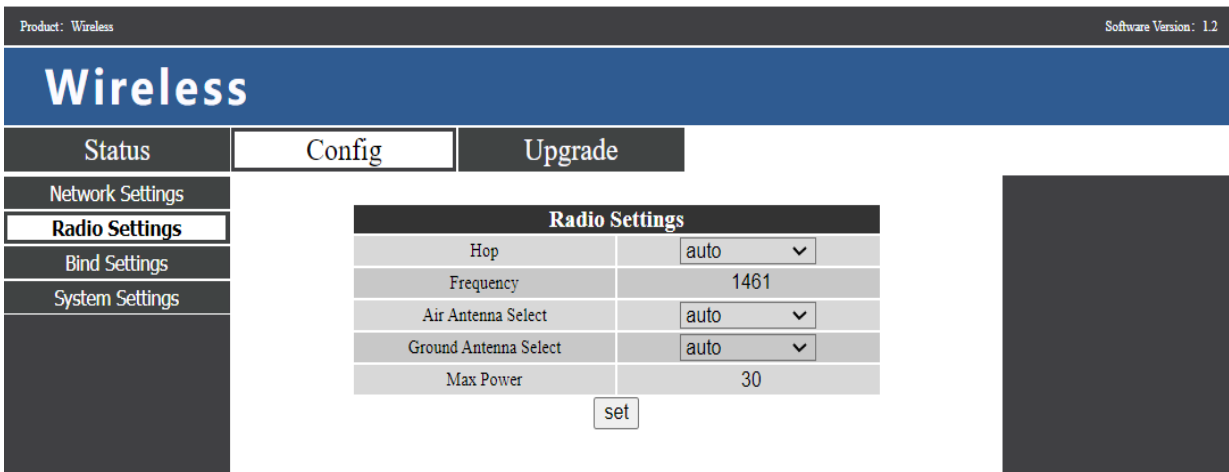 Product: Wireless
Software Version: 1.2
Wireless
Status
Config
Upgrade
Network Settings
Radio Settings
Bind Settings
System Settings
Radio Settings
Hop auto
Frequency 1461
Air Antenna Select auto
Ground Antenna Select auto
Max Power 30
set